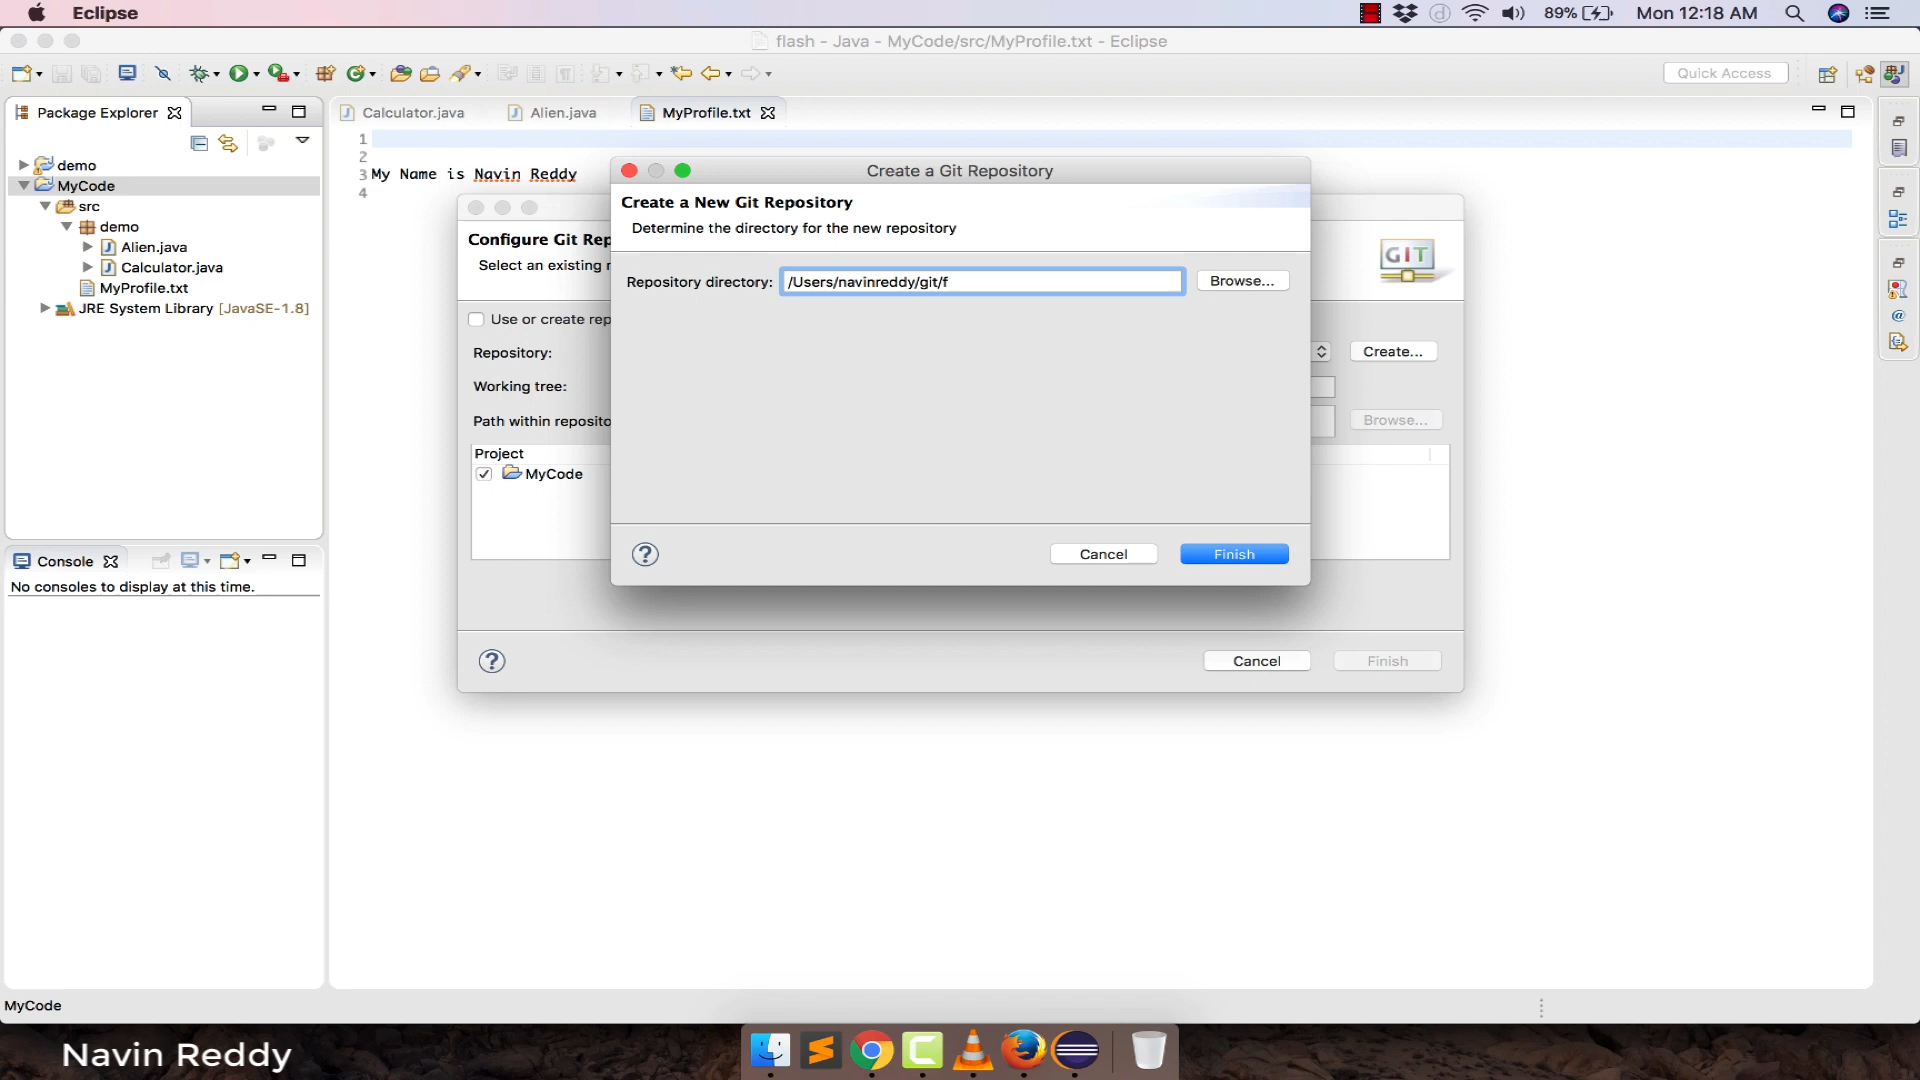 Eclipse
89%
Mon 12:18 AM
flash - Java - MyCode/src/MyProfile.txt - Eclipse
Quick Access
Package Explorer
Calculator.java
Alien.java
MyProfile.txt
demo
MyCode
src
demo
Alien.java
Calculator.java
MyProfile.txt
JRE System Library [JavaSE-1.8]
1
2
3 My Name is Navin Reddy
4
Create a Git Repository
Create a New Git Repository
Determine the directory for the new repository
Repository directory: /Users/navinreddy/git/f
Browse...
Cancel
Finish
Configure Git Rep
Select an existing r
GIT
Use or create rep
Repository:
Create...
Working tree:
Path within reposito
Browse...
Project
MyCode
Cancel
Finish
Console
No consoles to display at this time.
MyCode
Navin Reddy